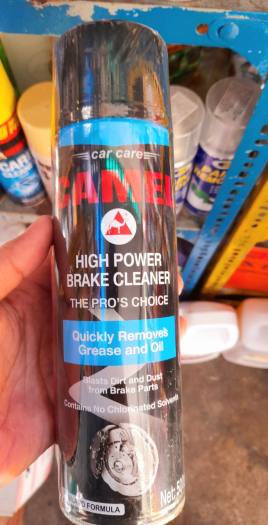 car care
CAMEL
HIGH POWER
BRAKE CLEANER
THE PRO'S CHOICE
Quickly Removes
Grease and Oil
Blasts Dirt and Dust
from Brake Parts
Contains No Chlorinated Solvents
FORMULA
Net: